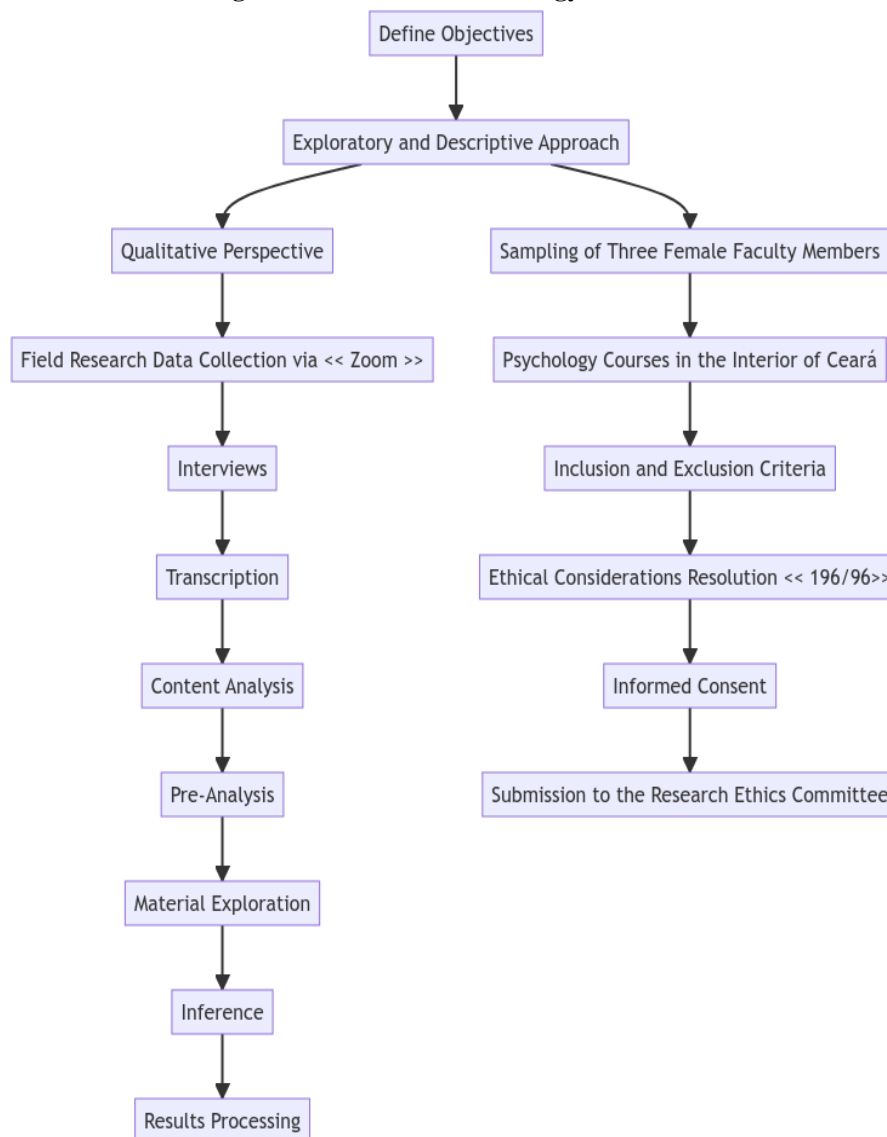 Define Objectives
Exploratory and Descriptive Approach
Qualitative Perspective
Sampling of Three Female Faculty Members
Field Research Data Collection via << Zoom >>
Psychology Courses in the Interior of Ceará
Interviews
Inclusion and Exclusion Criteria
Transcription
Ethical Considerations Resolution << 196/96>>
Content Analysis
Informed Consent
Pre-Analysis
Submission to the Research Ethics Committee
Material Exploration
Inference
Results Processing